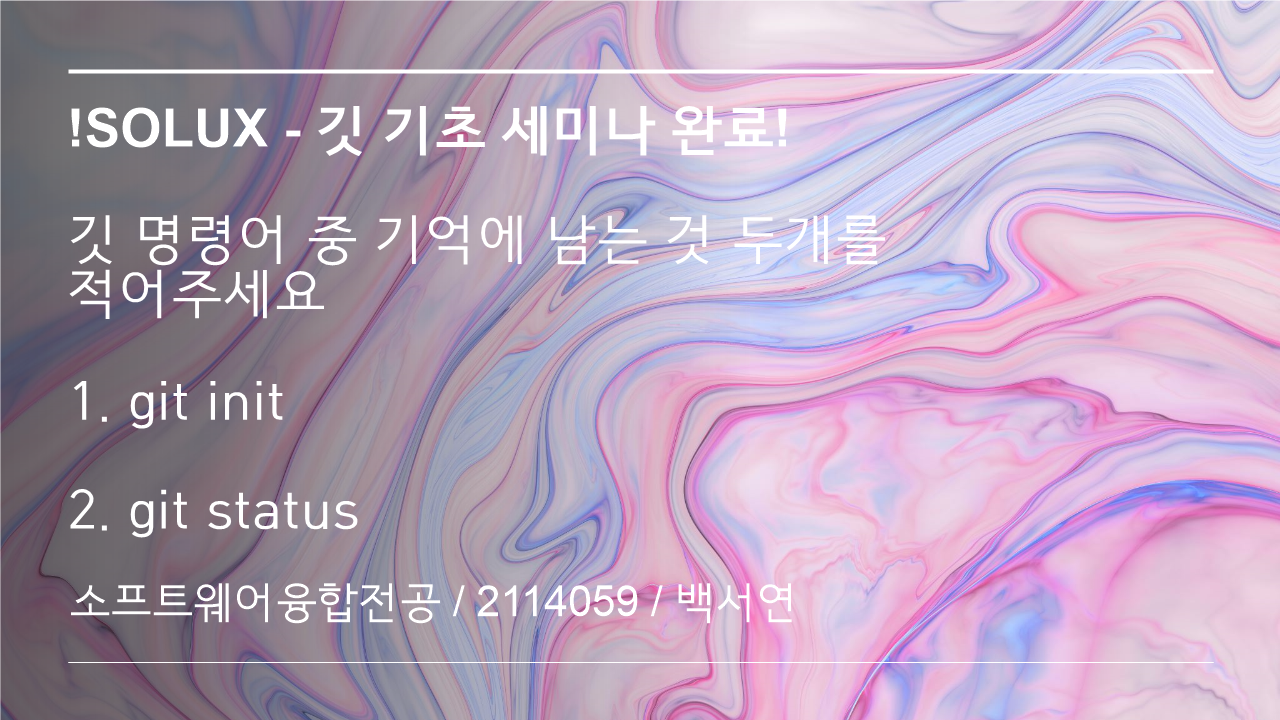 !SOLUX - 깃 기초 세미나 완료!
깃 명령어 중 기억에 남는 것 두개를
적어주세요
1. git init
2. git status
소프트웨어융합전공 / 2114059 / 백서연